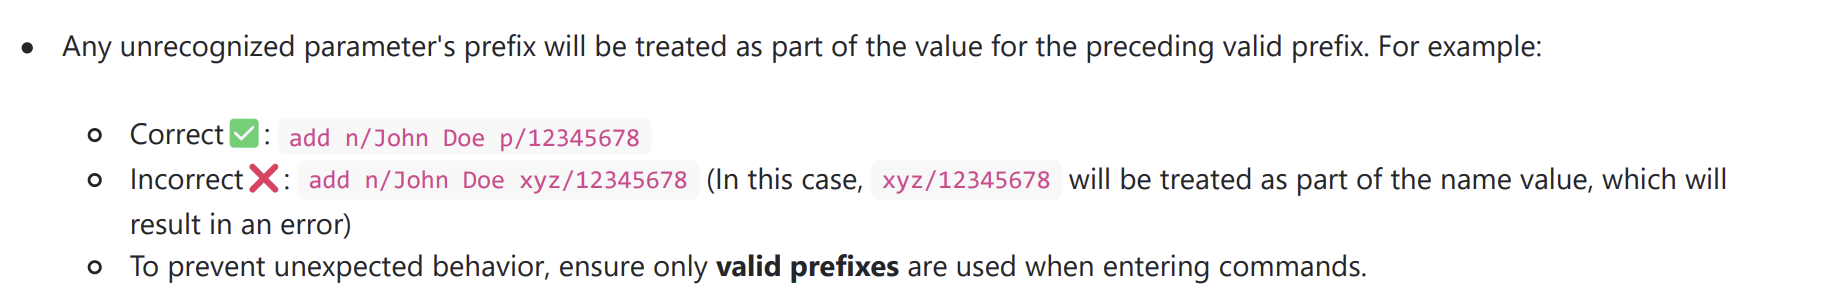 • Any unrecognized parameter's prefix will be treated as part of the value for the preceding valid prefix. For example:
◦ Correct✅: add n/John Doe p/12345678
◦ Incorrect❌: add n/John Doe xyz/12345678 (In this case, xyz/12345678 will be treated as part of the name value, which will
result in an error)
◦ To prevent unexpected behavior, ensure only valid prefixes are used when entering commands.